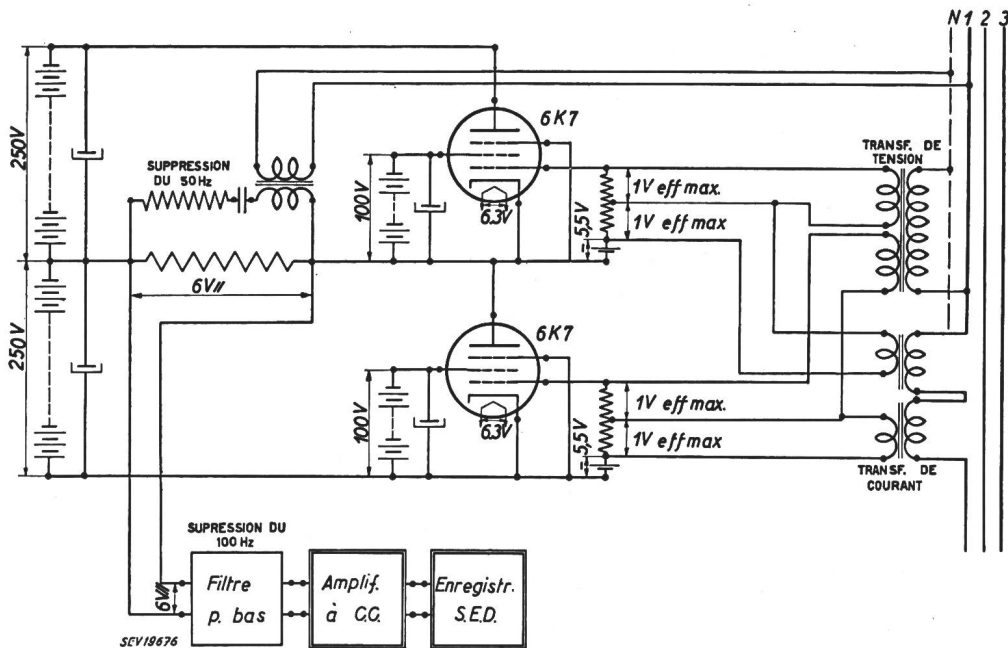 N 1 2 3
250V
SUPPRESSION
DU 50Hz
100V
6K7
6.3V
1V eff max.
1V eff max
-5,5V
TRANSF. DE
TENSION
6V//
250V
100V
6K7
6.3V
1V eff max.
1V eff max
-5,5V
TRANSF. DE
COURANT
SUPRESSION DU
100 Hz
6V//
Filtre
p. bas
Amplif.
à C.C.
Enregistr.
S.E.D.
SEV19676